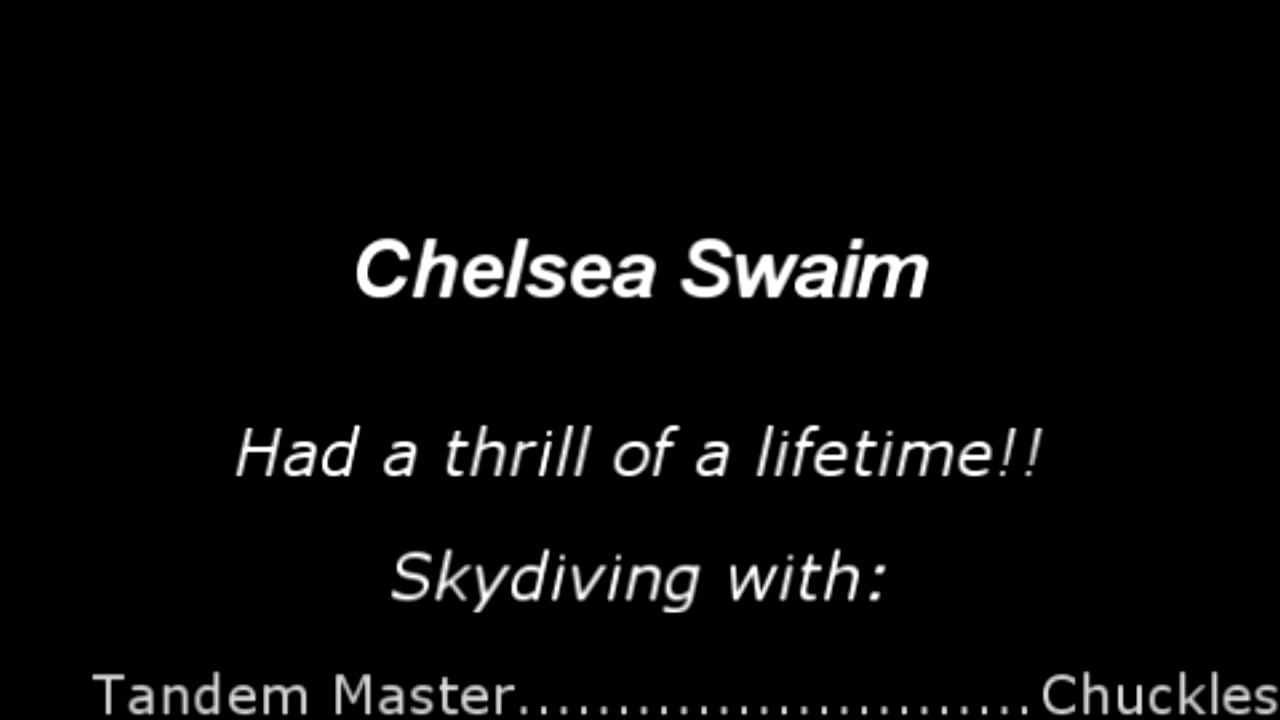 Chelsea Swaim
Had a thrill of a lifetime!!
Skydiving with:
Tandem Master..........................Chuckles